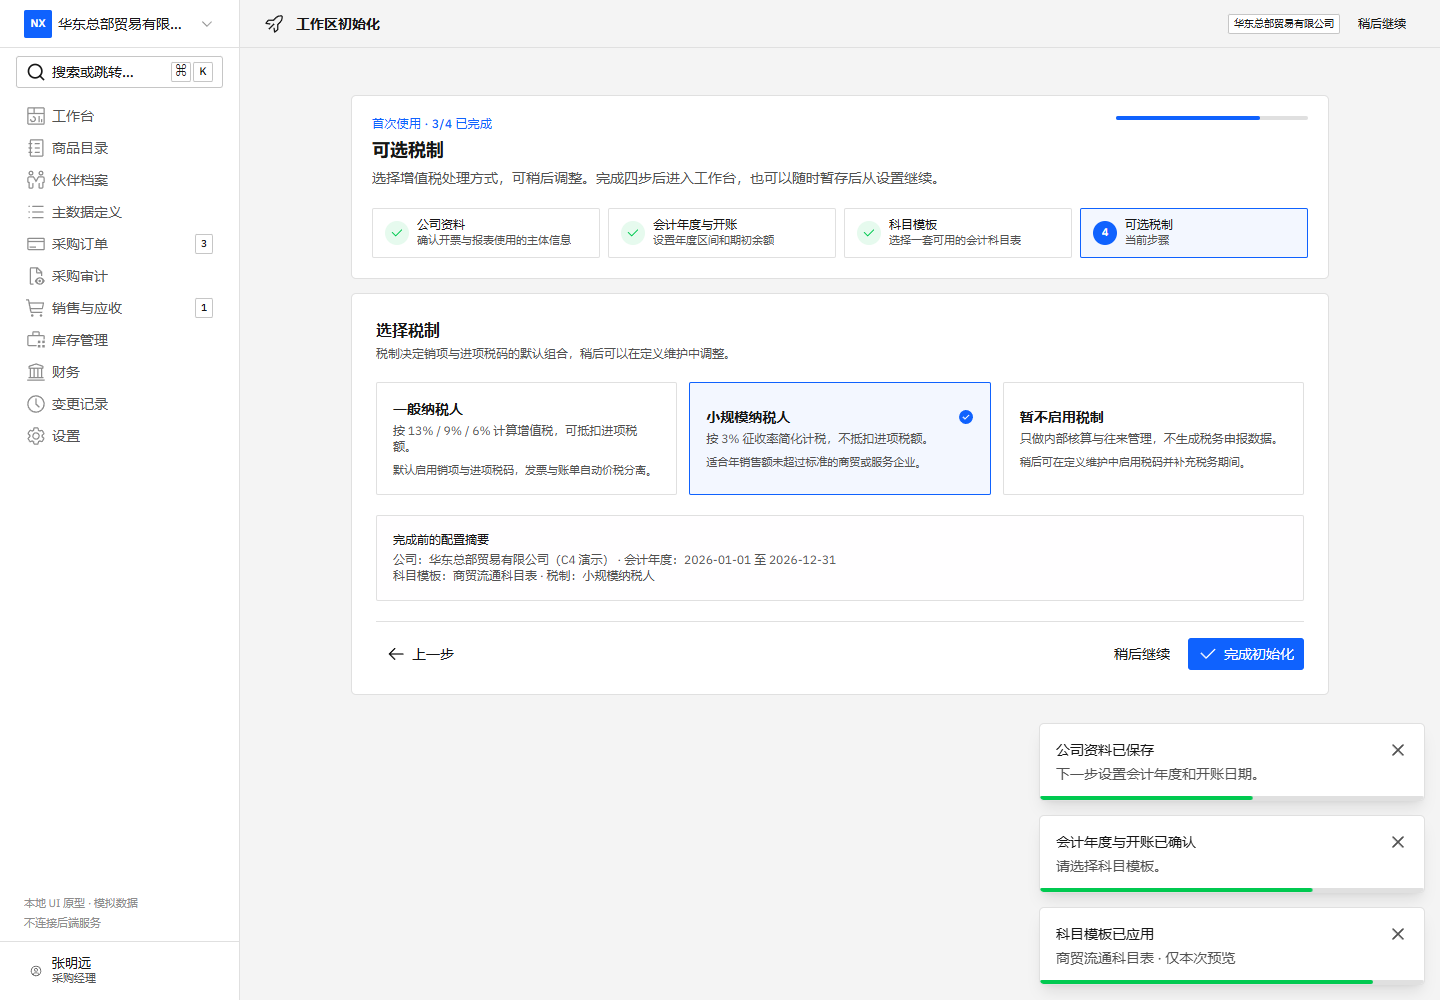 NX 华东总部贸易有限...
搜索或跳转... ⌘ K
工作台
商品目录
伙伴档案
主数据定义
采购订单 3
采购审计
销售与应收 1
库存管理
财务
变更记录
设置
本地 UI 原型 · 模拟数据
不连接后端服务
张明远
采购经理
工作区初始化
华东总部贸易有限公司 稍后继续
首次使用 · 3/4 已完成
可选税制
选择增值税处理方式，可稍后调整。完成四步后进入工作台，也可以随时暂存后从设置继续。
公司资料
确认开票与报表使用的主体信息
会计年度与开账
设置年度区间和期初余额
科目模板
选择一套可用的会计科目表
4 可选税制
当前步骤
选择税制
税制决定销项与进项税码的默认组合，稍后可以在定义维护中调整。
一般纳税人
按 13% / 9% / 6% 计算增值税，可抵扣进项税
额。
默认启用销项与进项税码，发票与账单自动价税分离。
小规模纳税人
按 3% 征收率简化计税，不抵扣进项税额。
适合年销售额未超过标准的商贸或服务企业。
暂不启用税制
只做内部核算与往来管理，不生成税务申报数据。
稍后可在定义维护中启用税码并补充税务期间。
完成前的配置摘要
公司：华东总部贸易有限公司（C4 演示） · 会计年度：2026-01-01 至 2026-12-31
科目模板：商贸流通科目表 · 税制：小规模纳税人
上一步
稍后继续
完成初始化
公司资料已保存
下一步设置会计年度和开账日期。
会计年度与开账已确认
请选择科目模板。
科目模板已应用
商贸流通科目表 · 仅本次预览